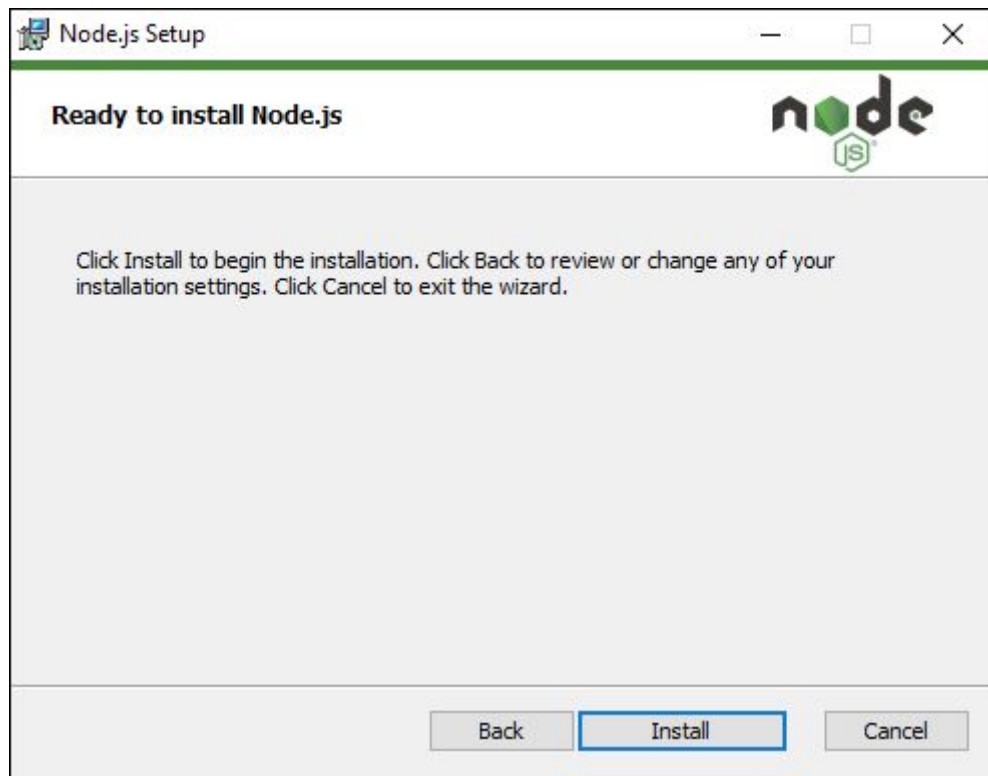 Node.js Setup
Ready to install Node.js
node
JS
Click Install to begin the installation. Click Back to review or change any of your
installation settings. Click Cancel to exit the wizard.
Back Install Cancel